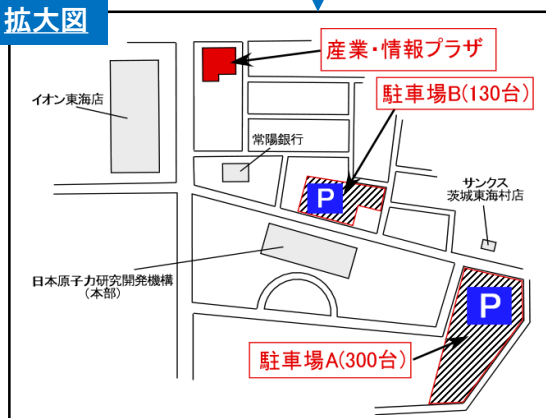 拡大図
産業・情報プラザ
イオン東海店
駐車場B(130台)
常陽銀行
P
サンクス
茨城東海村店
日本原子力研究開発機構
(本部)
P
駐車場A(300台)